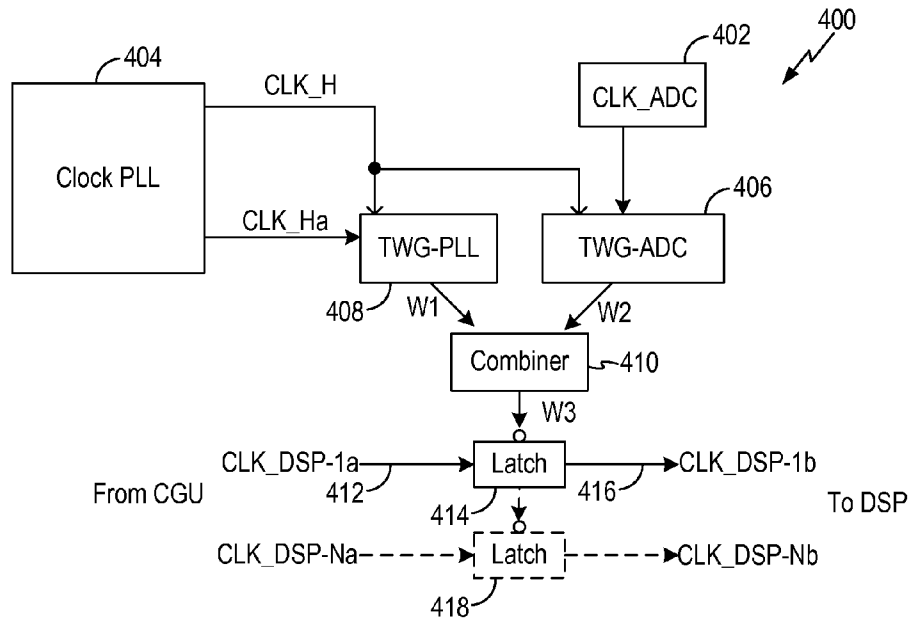 404
CLK_H
402
400
CLK_ADC
Clock PLL
406
CLK_Ha
TWG-PLL
TWG-ADC
408
W1
W2
Combiner
410
W3
CLK_DSP-1a
412
Latch
416
CLK_DSP-1b
From CGU
414
To DSP
CLK_DSP-Na
Latch
CLK_DSP-Nb
418